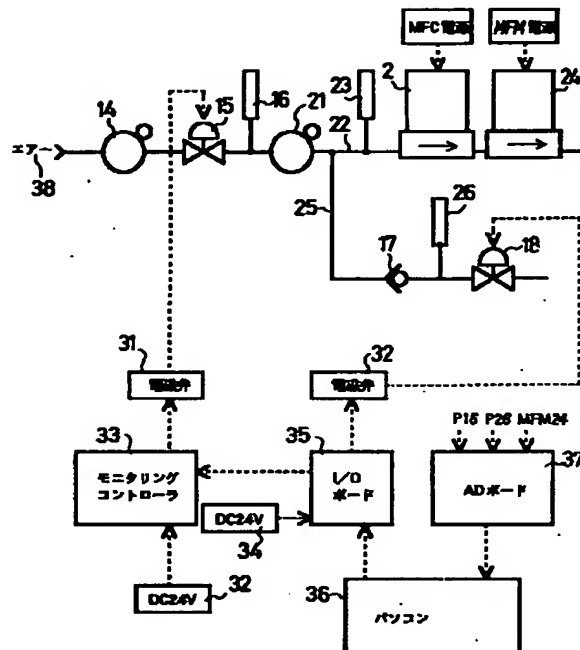 MFC電源
MFM電源
2
24
23
16
21
15
14
22
エアー
38
26
25
17
18
31
電磁弁
32
電磁弁
33
モニタリング
コントローラ
35
I/O
ボード
P16 P26 MFM24
37
ADボード
DC24V
34
DC24V
32
36
パソコン